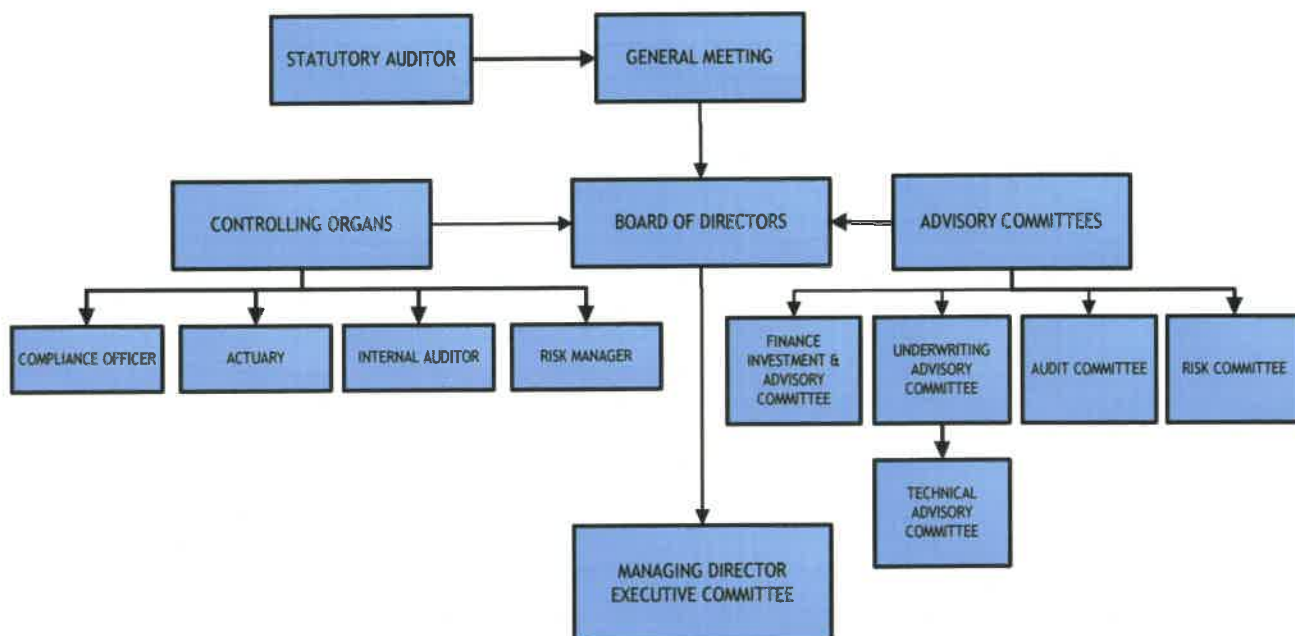 STATUTORY AUDITOR
GENERAL MEETING
CONTROLLING ORGANS
BOARD OF DIRECTORS
ADVISORY COMMITTEES
COMPLIANCE OFFICER
ACTUARY
INTERNAL AUDITOR
RISK MANAGER
FINANCE
INVESTMENT &
ADVISORY
COMMITTEE
UNDERWRITING
ADVISORY
COMMITTEE
AUDIT COMMITTEE
RISK COMMITTEE
TECHNICAL
ADVISORY
COMMITTEE
MANAGING DIRECTOR
EXECUTIVE COMMITTEE